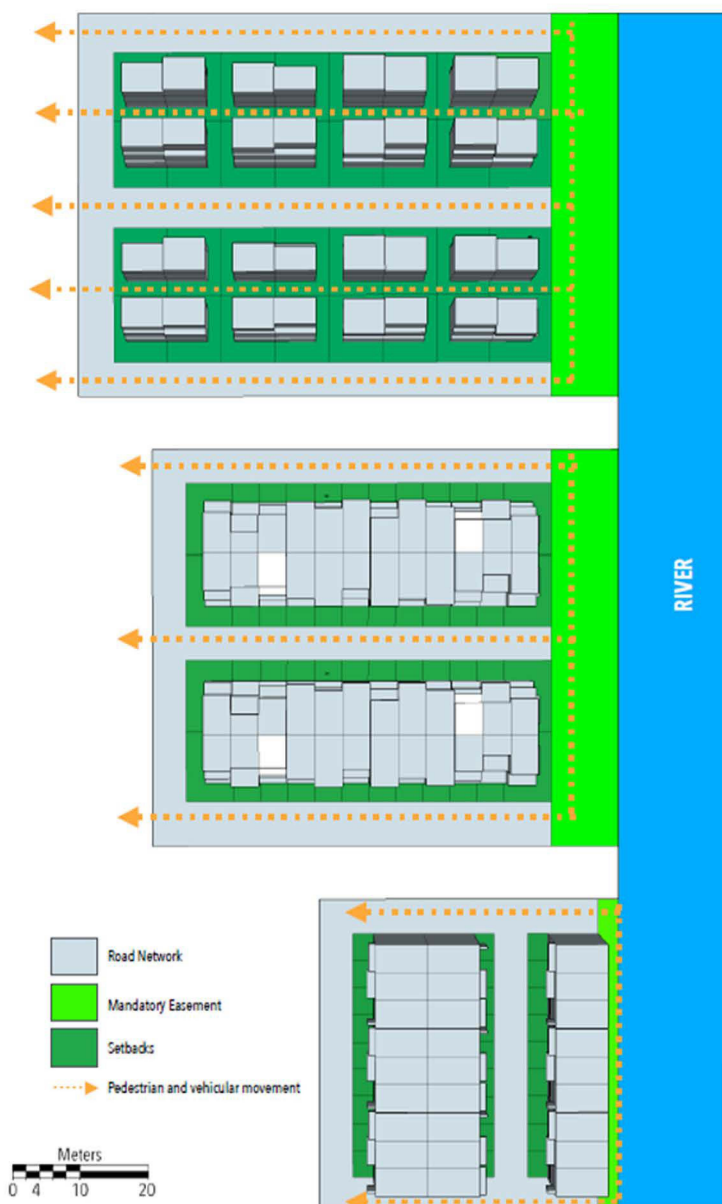 RIVER
Road Network
Mandatory Easement
Setbacks
Pedestrian and vehicular movement
Meters
0 4 10 20